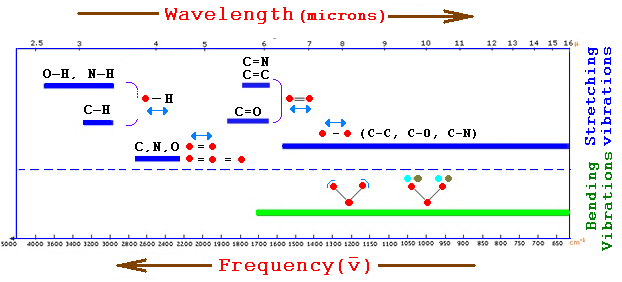 Wavelength (microns)
2.5 3 4 5 6 7 8 9 10 11 12 13 14 15 16 μ
O–H, N–H
C–H
• – H
C=N
C=C
C=O
(C–C, C–O, C–N)
C,N,O
Stretching
vibrations
Bending
Vibrations
5000 4000 3800 3600 3400 3200 3000 2800 2600 2400 2200 2000 1900 1800 1700 1600 1500 1400 1300 1200 1150 1100 1050 1000 950 900 850 800 750 700 650 cm⁻¹
Frequency(v̄)